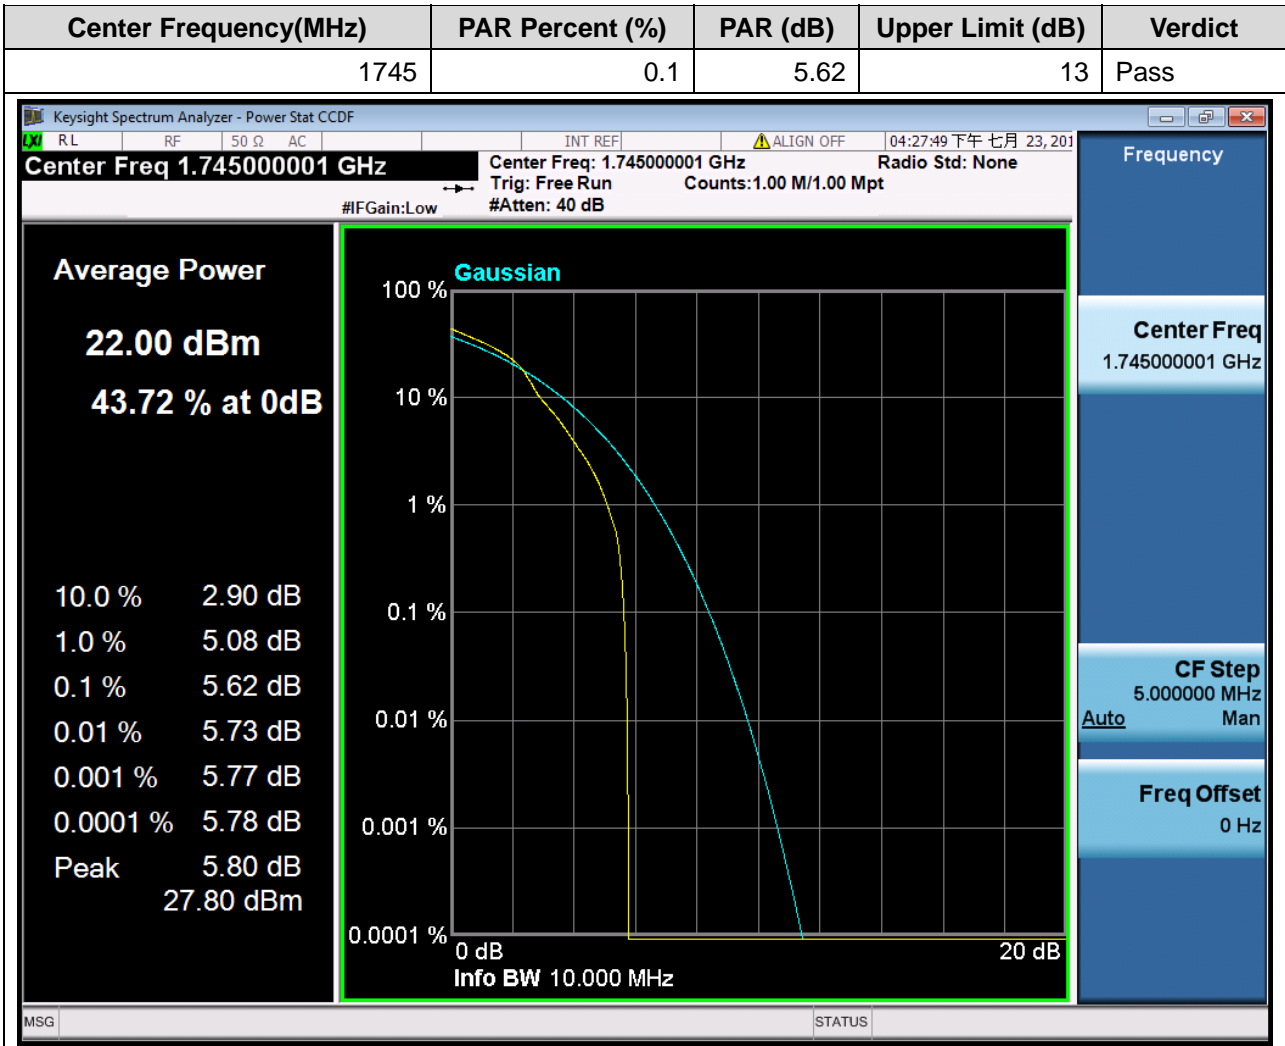 Center Frequency(MHz) PAR Percent (%) PAR (dB) Upper Limit (dB) Verdict
1745 0.1 5.62 13 Pass
Keysight Spectrum Analyzer - Power Stat CCDF
LXI RL RF 50 Ω AC INT REF ALIGN OFF 04:27:49 下午 七月 23, 201
Center Freq 1.745000001 GHz
Center Freq: 1.745000001 GHz Radio Std: None
Trig: Free Run Counts:1.00 M/1.00 Mpt
#IFGain:Low #Atten: 40 dB
Frequency
Average Power
22.00 dBm
43.72 % at 0dB
10.0 % 2.90 dB
1.0 % 5.08 dB
0.1 % 5.62 dB
0.01 % 5.73 dB
0.001 % 5.77 dB
0.0001 % 5.78 dB
Peak 5.80 dB
27.80 dBm
Gaussian
100 %
10 %
1 %
0.1 %
0.01 %
0.001 %
0.0001 %
0 dB 20 dB
Info BW 10.000 MHz
Center Freq
1.745000001 GHz
CF Step
5.000000 MHz
Auto Man
Freq Offset
0 Hz
MSG STATUS